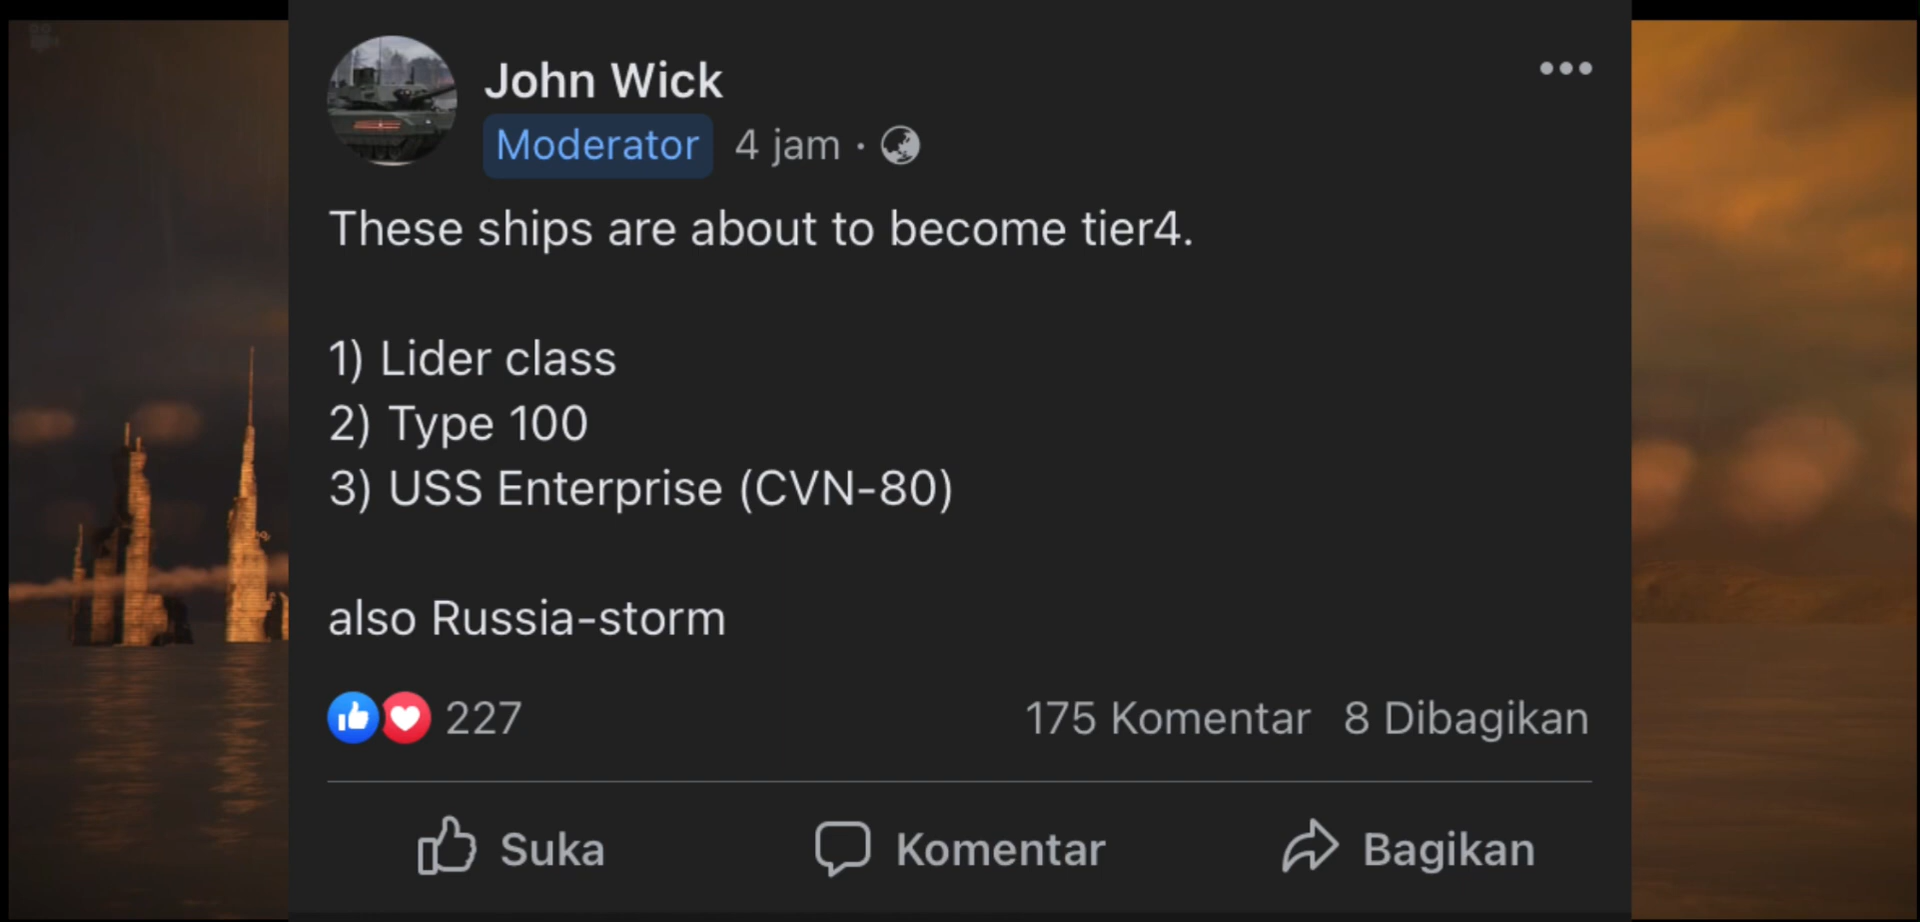 John Wick
Moderator 4 jam ·
These ships are about to become tier4.
1) Lider class
2) Type 100
3) USS Enterprise (CVN-80)
also Russia-storm
227 175 Komentar 8 Dibagikan
Suka Komentar Bagikan